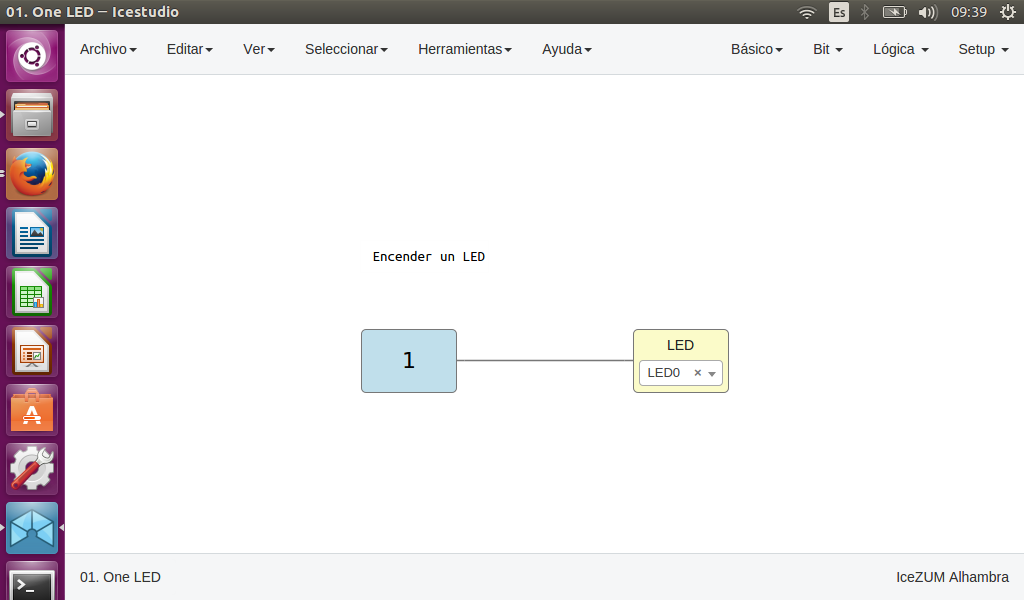 01. One LED – Icestudio
Es
09:39
Archivo Editar Ver Seleccionar Herramientas Ayuda Básico Bit Lógica Setup
Encender un LED
1
LED
LED0 ×
>_
01. One LED
IceZUM Alhambra